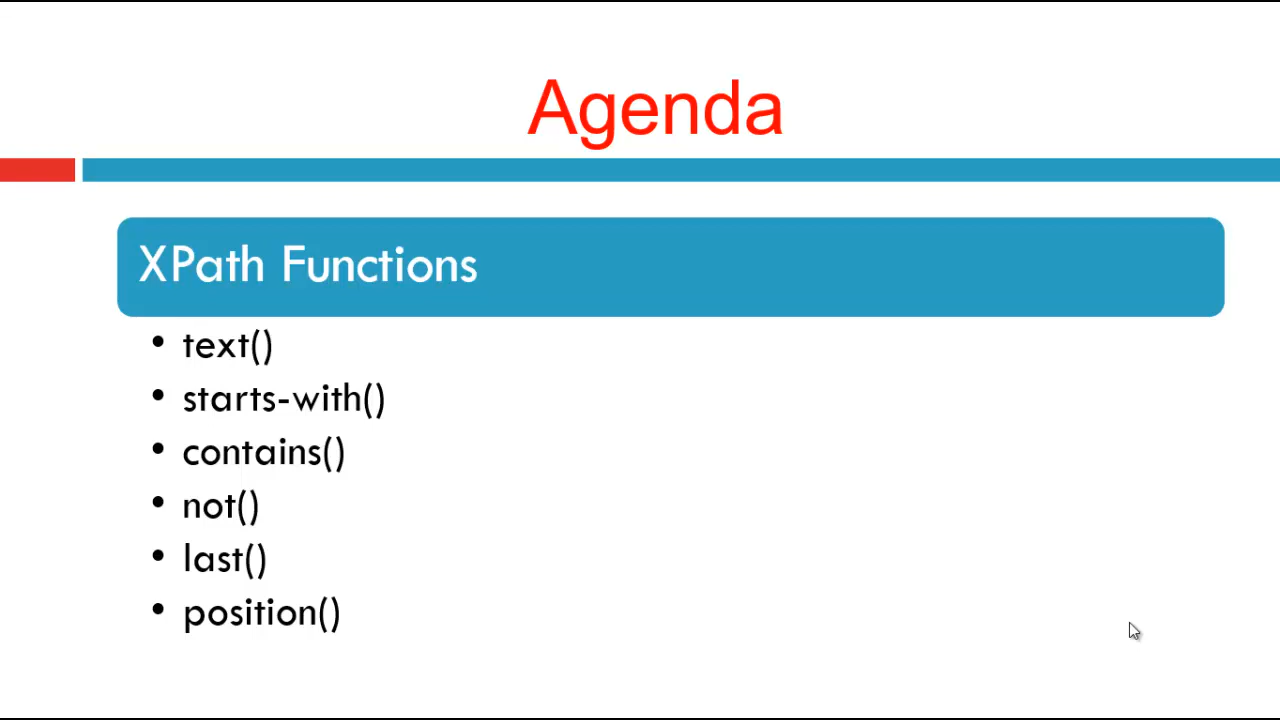 Agenda
XPath Functions
• text()
• starts-with()
• contains()
• not()
• last()
• position()